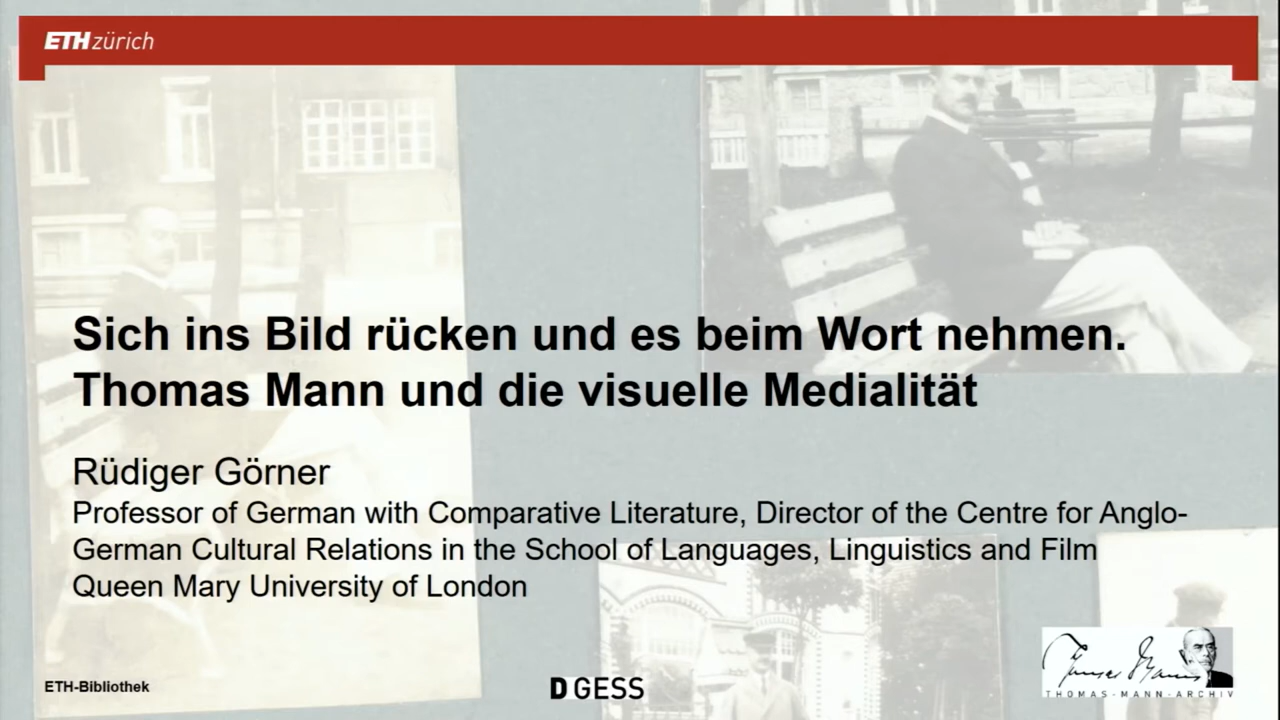 ETH zürich
Sich ins Bild rücken und es beim Wort nehmen.
Thomas Mann und die visuelle Medialität
Rüdiger Görner
Professor of German with Comparative Literature, Director of the Centre for Anglo-
German Cultural Relations in the School of Languages, Linguistics and Film
Queen Mary University of London
ETH-Bibliothek
D GESS
Thomas Mann
THOMAS-MANN-ARCHIV